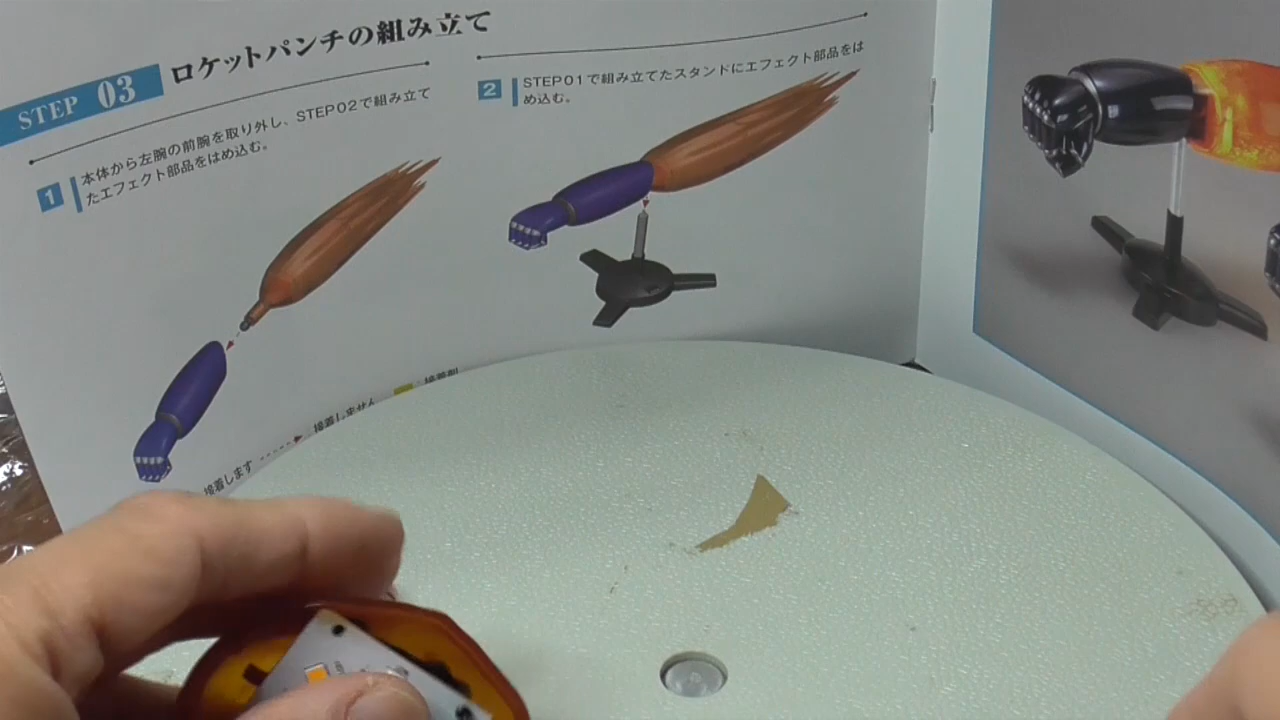 STEP 03 ロケットパンチの組み立て
1 本体から左腕の前腕を取り外し、STEP02で組み立て
たエフェクト部品をはめ込む。
2 STEP01で組み立てたスタンドにエフェクト部品をは
め込む。
接着します
接着しません
:接着剤